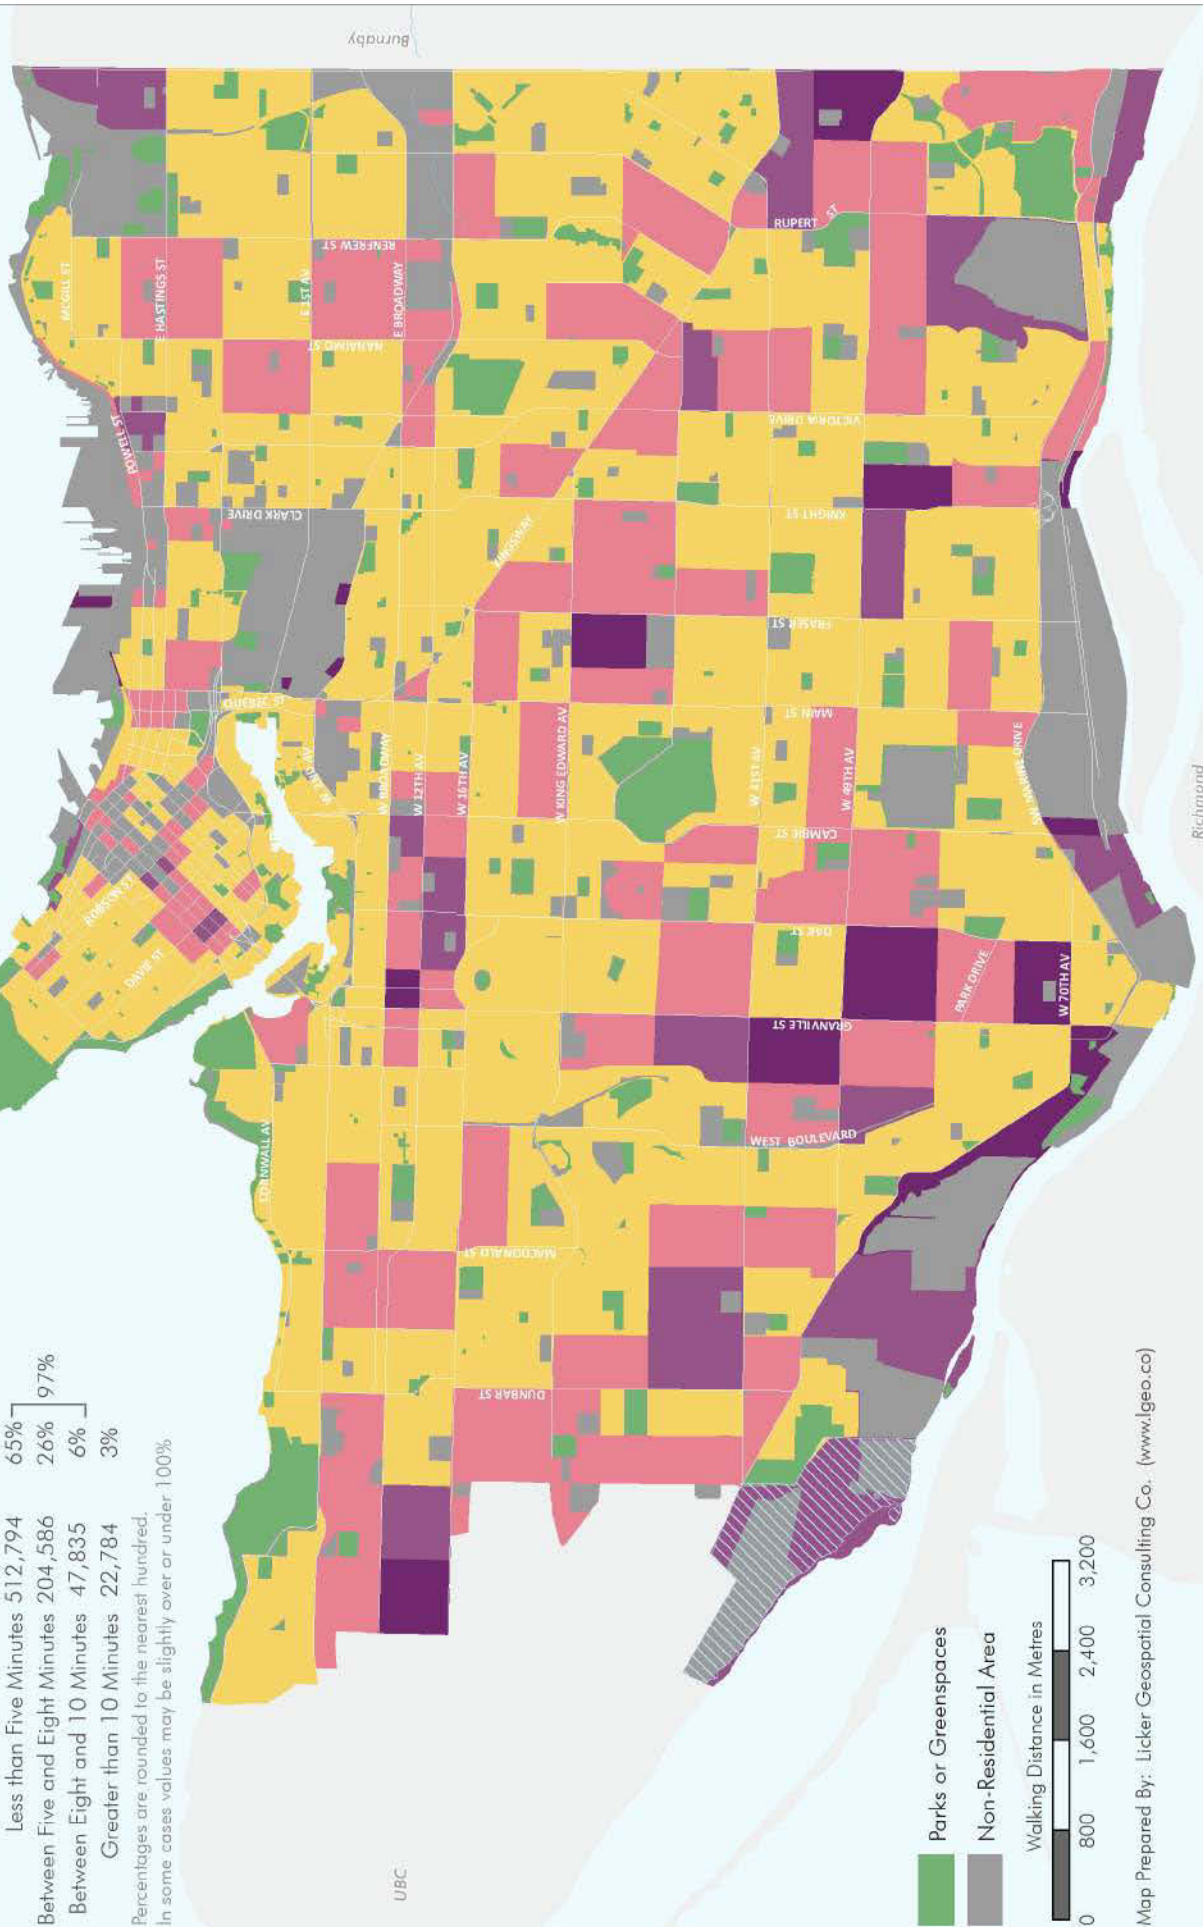 Less than Five Minutes 512,794 65%
Between Five and Eight Minutes 204,586 26%
97%
Between Eight and 10 Minutes 47,835 6%
Greater than 10 Minutes 22,784 3%
Percentages are rounded to the nearest hundred.
In some cases values may be slightly over or under 100%
Burnaby
UBC
Richmond
MCGILL ST
E HASTINGS ST
E 1ST AV
E BROADWAY
RENFREW ST
NANAIMO ST
RUPERT ST
POWELL ST
VICTORIA DRIVE
CLARK DRIVE
KNIGHT ST
KINGSWAY
FRASER ST
QUEBEC ST
MAIN ST
W 2ND AV
W BROADWAY
W 12TH AV
W 16TH AV
W KING EDWARD AV
W 41ST AV
W 49TH AV
SW MARINE DRIVE
CAMBIE ST
ROBSON ST
DAVIE ST
OAK ST
PARK DRIVE
W 70TH AV
GRANVILLE ST
CORNWALL AV
WEST BOULEVARD
MACDONALD ST
DUNBAR ST
Parks or Greenspaces
Non-Residential Area
Walking Distance in Metres
0 800 1,600 2,400 3,200
Map Prepared By: Licker Geospatial Consulting Co. (www.lgeo.co)